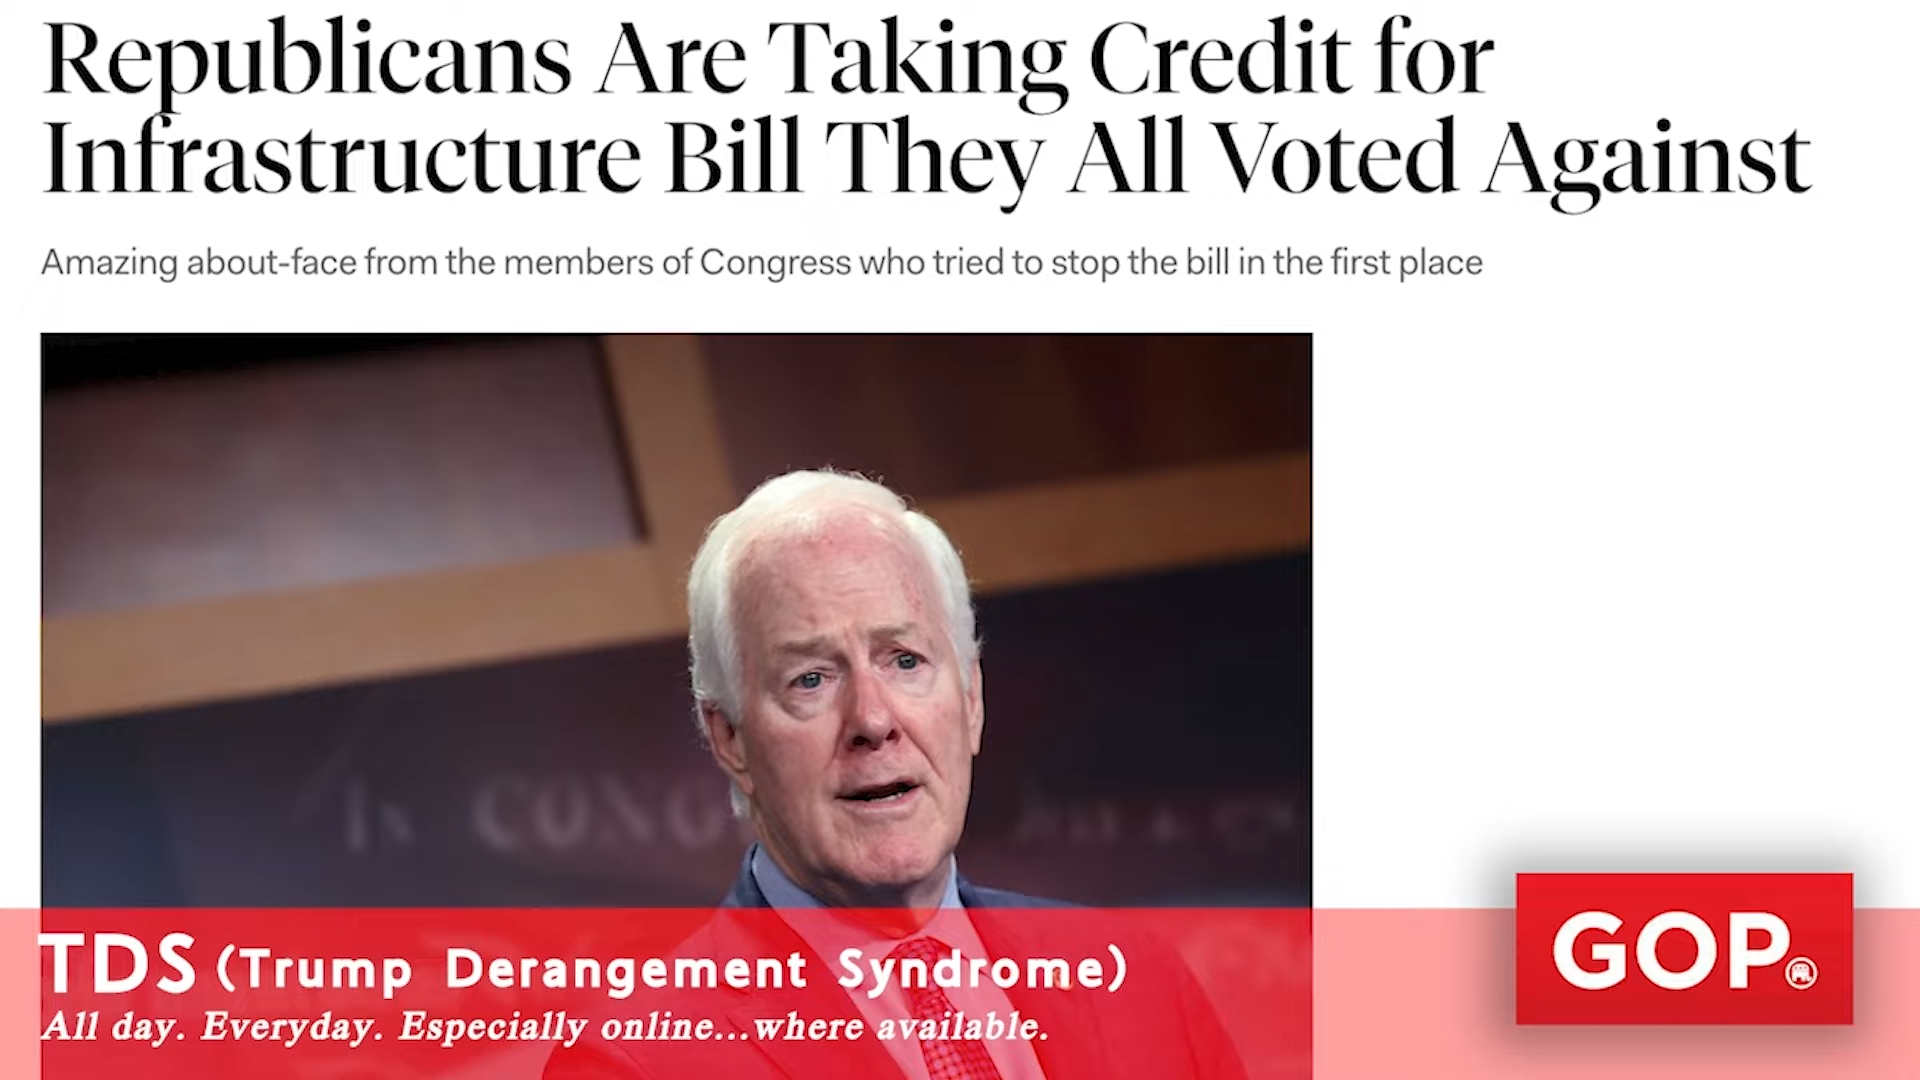 Republicans Are Taking Credit for
Infrastructure Bill They All Voted Against
Amazing about-face from the members of Congress who tried to stop the bill in the first place
Is CONG
TDS (Trump Derangement Syndrome)
All day. Everyday. Especially online...where available.
GOP